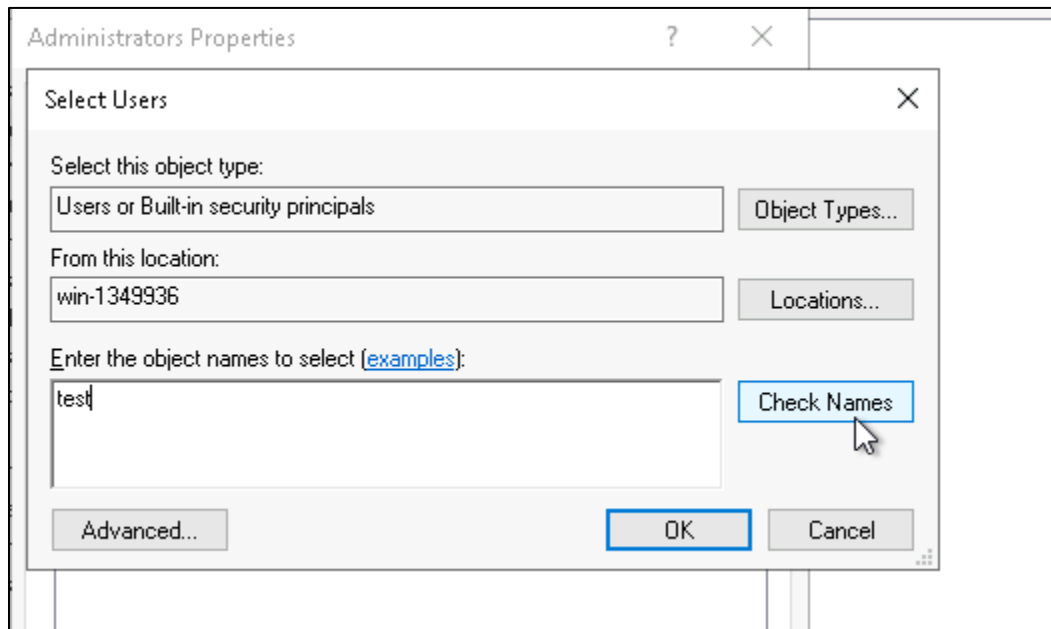 Administrators Properties ?
Select Users
Select this object type:
Users or Built-in security principals
Object Types...
From this location:
win-1349936
Locations...
Enter the object names to select (examples):
test
Check Names
Advanced...
OK
Cancel